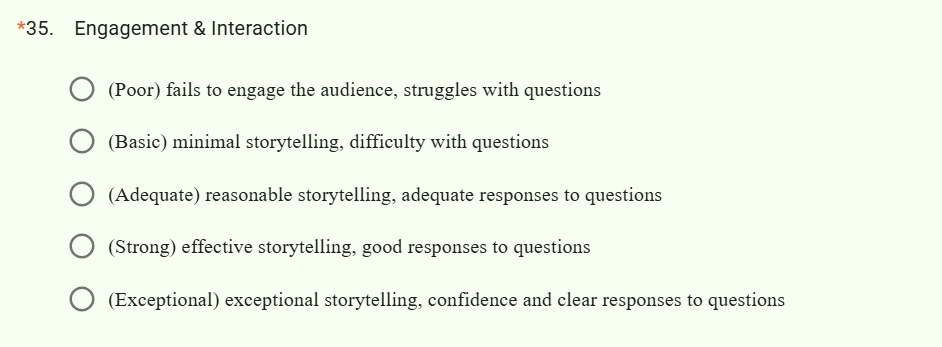 *35. Engagement & Interaction
(Poor) fails to engage the audience, struggles with questions
(Basic) minimal storytelling, difficulty with questions
(Adequate) reasonable storytelling, adequate responses to questions
(Strong) effective storytelling, good responses to questions
(Exceptional) exceptional storytelling, confidence and clear responses to questions